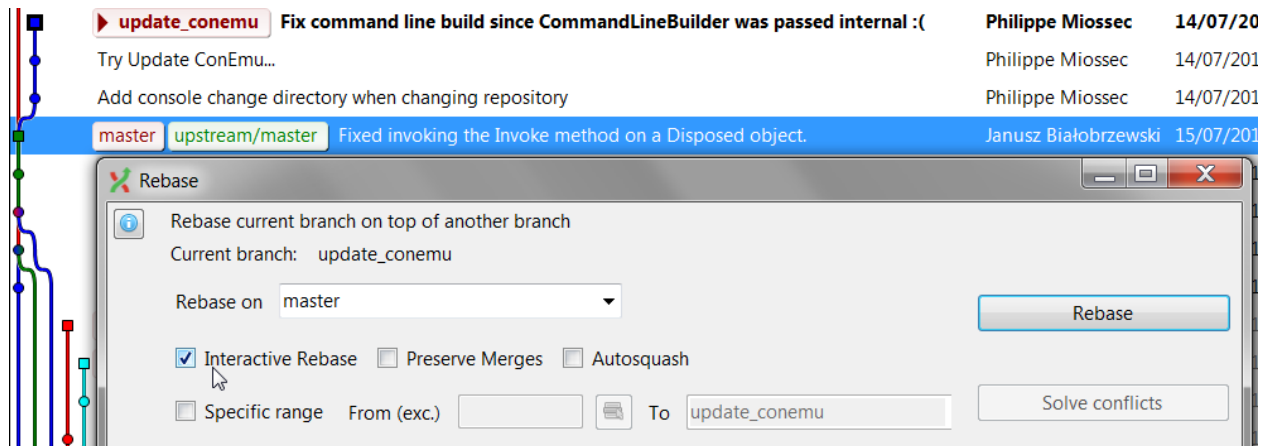 update_conemu Fix command line build since CommandLineBuilder was passed internal :( Philippe Miossec 14/07/20
Try Update ConEmu... Philippe Miossec 14/07/201
Add console change directory when changing repository Philippe Miossec 14/07/201
master upstream/master Fixed invoking the Invoke method on a Disposed object. Janusz Białobrzewski 15/07/201
Rebase
Rebase current branch on top of another branch
Current branch: update_conemu
Rebase on master
Rebase
Interactive Rebase Preserve Merges Autosquash
Specific range From (exc.) To update_conemu
Solve conflicts